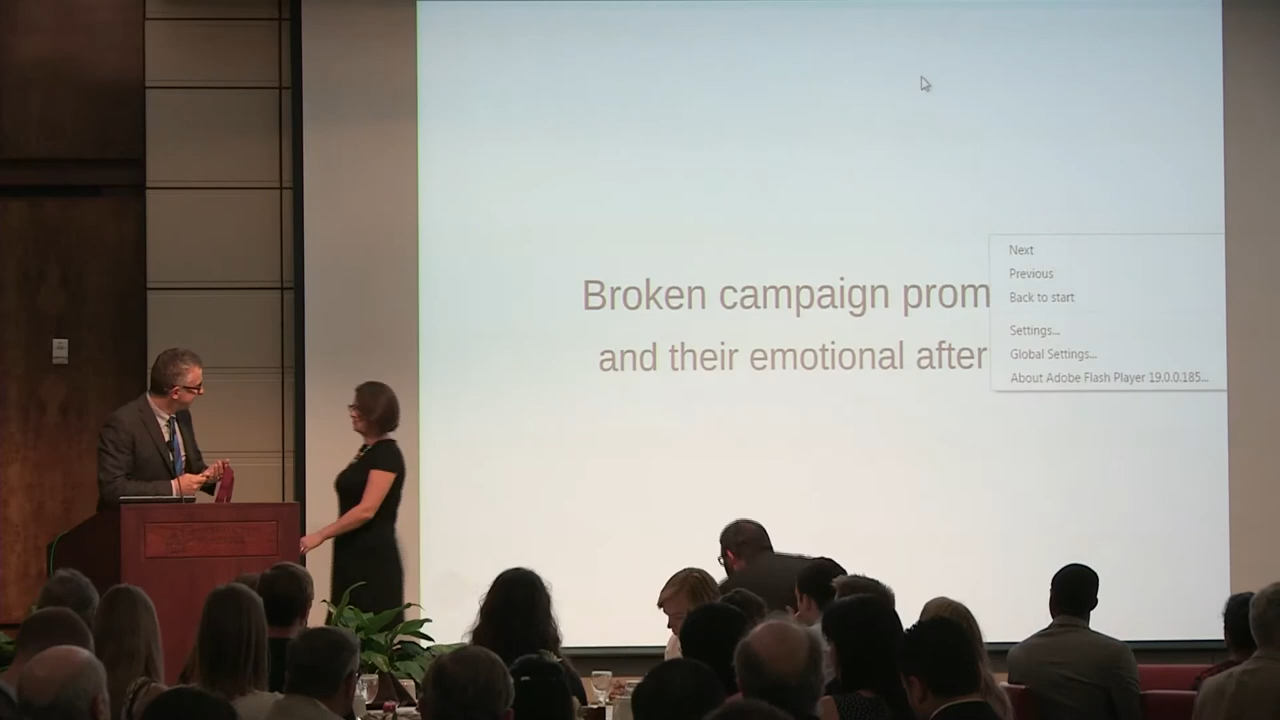 Broken campaign prom
and their emotional after
Next
Previous
Back to start
Settings...
Global Settings...
About Adobe Flash Player 19.0.0.185...